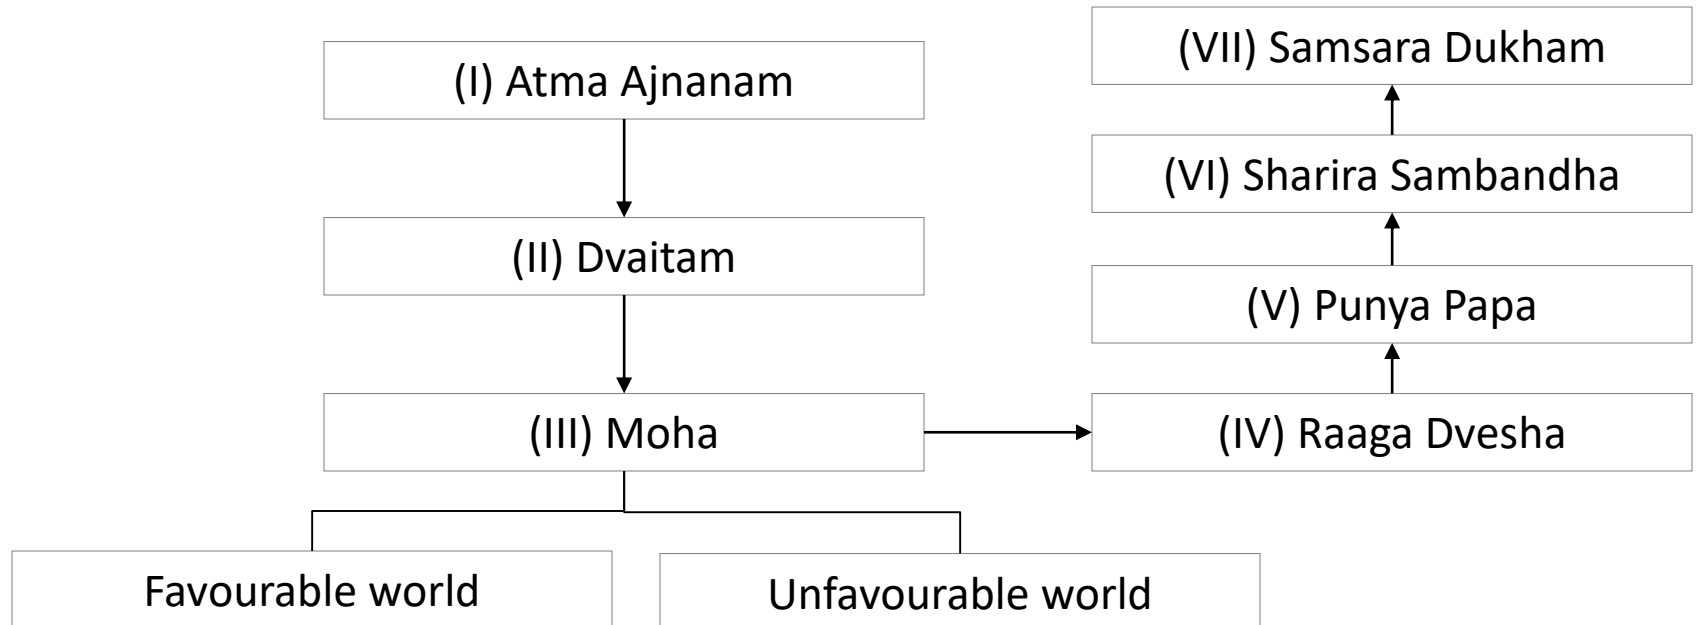 (I) Atma Ajnanam
(II) Dvaitam
(III) Moha
Favourable world
Unfavourable world
(IV) Raaga Dvesha
(V) Punya Papa
(VI) Sharira Sambandha
(VII) Samsara Dukham